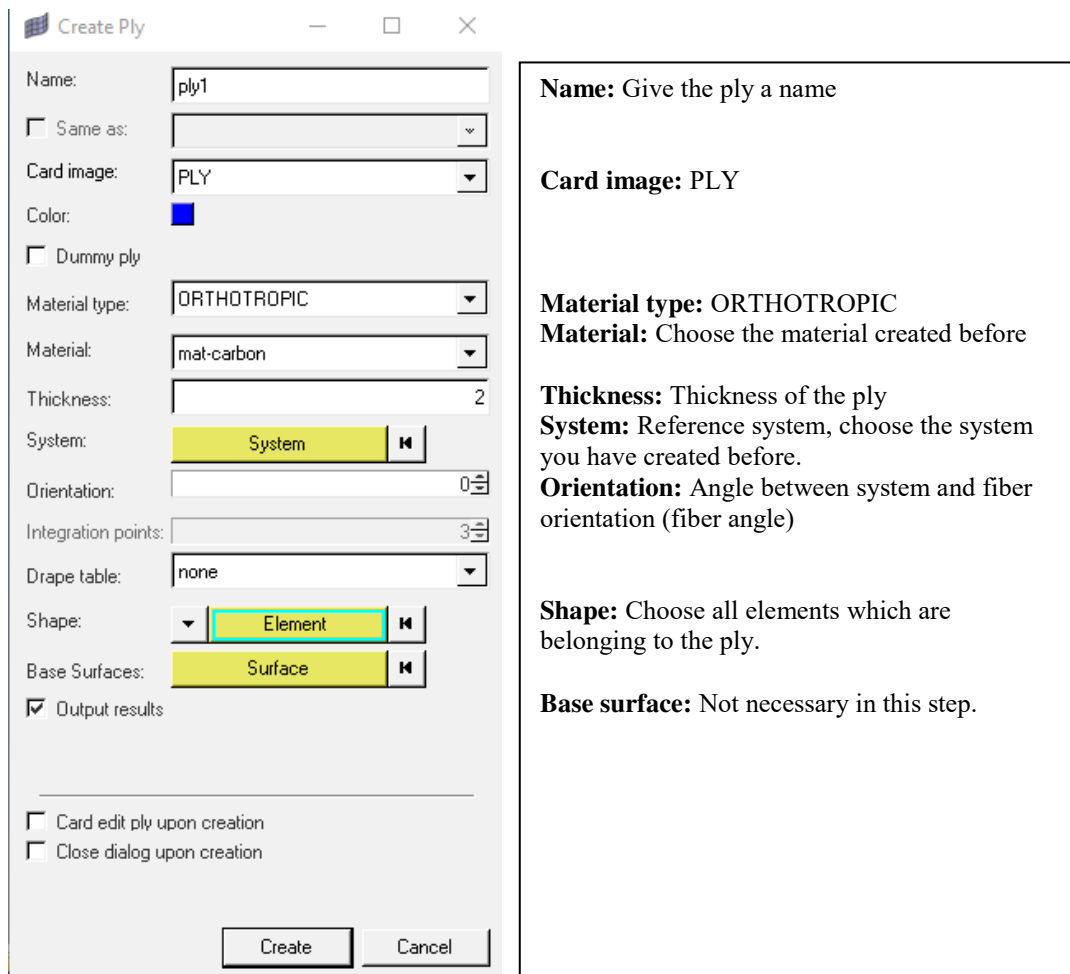 Create Ply
Name: ply1
Same as:
Card image: PLY
Color:
Dummy ply
Material type: ORTHOTROPIC
Material: mat-carbon
Thickness: 2
System: System
Orientation: 0
Integration points: 3
Drape table: none
Shape: Element
Base Surfaces: Surface
Output results
Card edit ply upon creation
Close dialog upon creation
Create Cancel
Name: Give the ply a name
Card image: PLY
Material type: ORTHOTROPIC
Material: Choose the material created before
Thickness: Thickness of the ply
System: Reference system, choose the system
you have created before.
Orientation: Angle between system and fiber
orientation (fiber angle)
Shape: Choose all elements which are
belonging to the ply.
Base surface: Not necessary in this step.